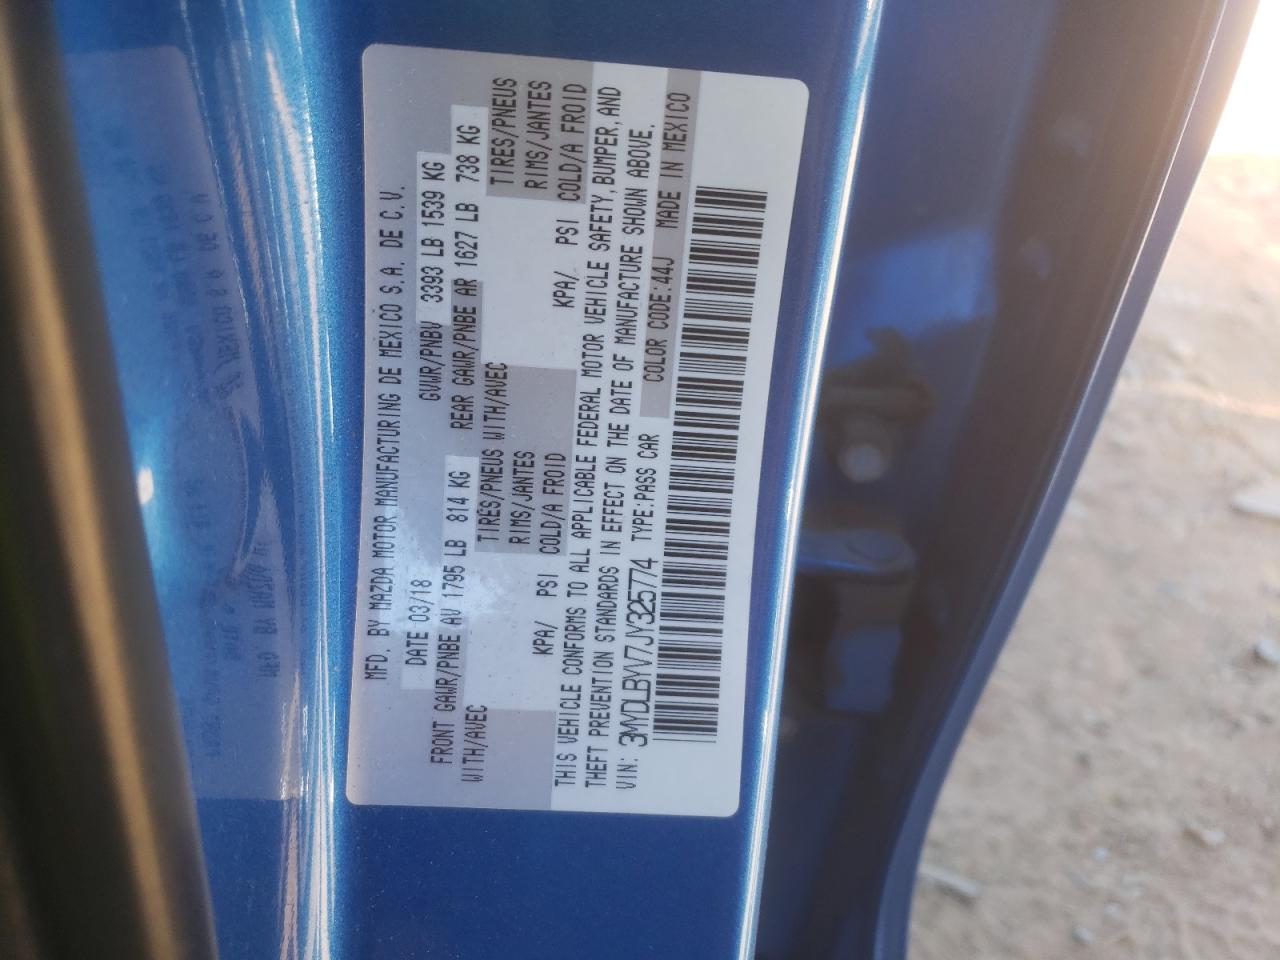 MFD. BY MAZDA MOTOR MANUFACTURING DE MEXICO S.A. DE C.V.
DATE 03/18 GVWR/PNBV 3393 LB 1539 KG
FRONT GAWR/PNBE AV 1795 LB 814 KG REAR GAWR/PNBE AR 1627 LB 738 KG
WITH/AVEC TIRES/PNEUS WITH/AVEC TIRES/PNEUS
RIMS/JANTES RIMS/JANTES
KPA/ PSI COLD/A FROID KPA/ PSI COLD/A FROID
THIS VEHICLE CONFORMS TO ALL APPLICABLE FEDERAL MOTOR VEHICLE SAFETY, BUMPER, AND
THEFT PREVENTION STANDARDS IN EFFECT ON THE DATE OF MANUFACTURE SHOWN ABOVE.
VIN: 3MYDLBYV7JY325774 TYPE:PASS CAR COLOR CODE:44J MADE IN MEXICO